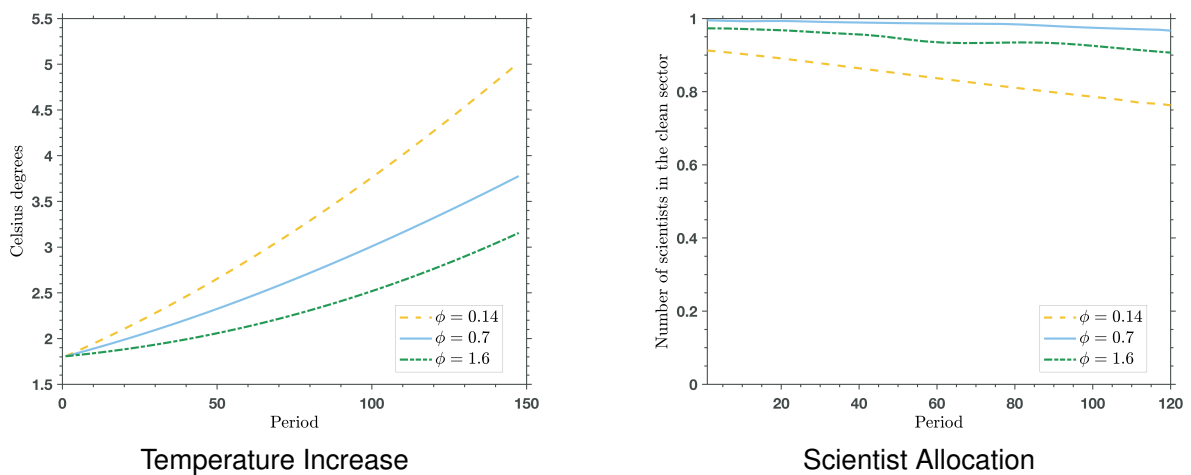 5.5
5
4.5
4
3.5
3
2.5
2
1.5
Celsius degrees
0
50
100
150
Period
ϕ = 0.14
ϕ = 0.7
ϕ = 1.6
Temperature Increase
1
0.8
0.6
0.4
0.2
0
Number of scientists in the clean sector
20
40
60
80
100
120
Period
ϕ = 0.14
ϕ = 0.7
ϕ = 1.6
Scientist Allocation